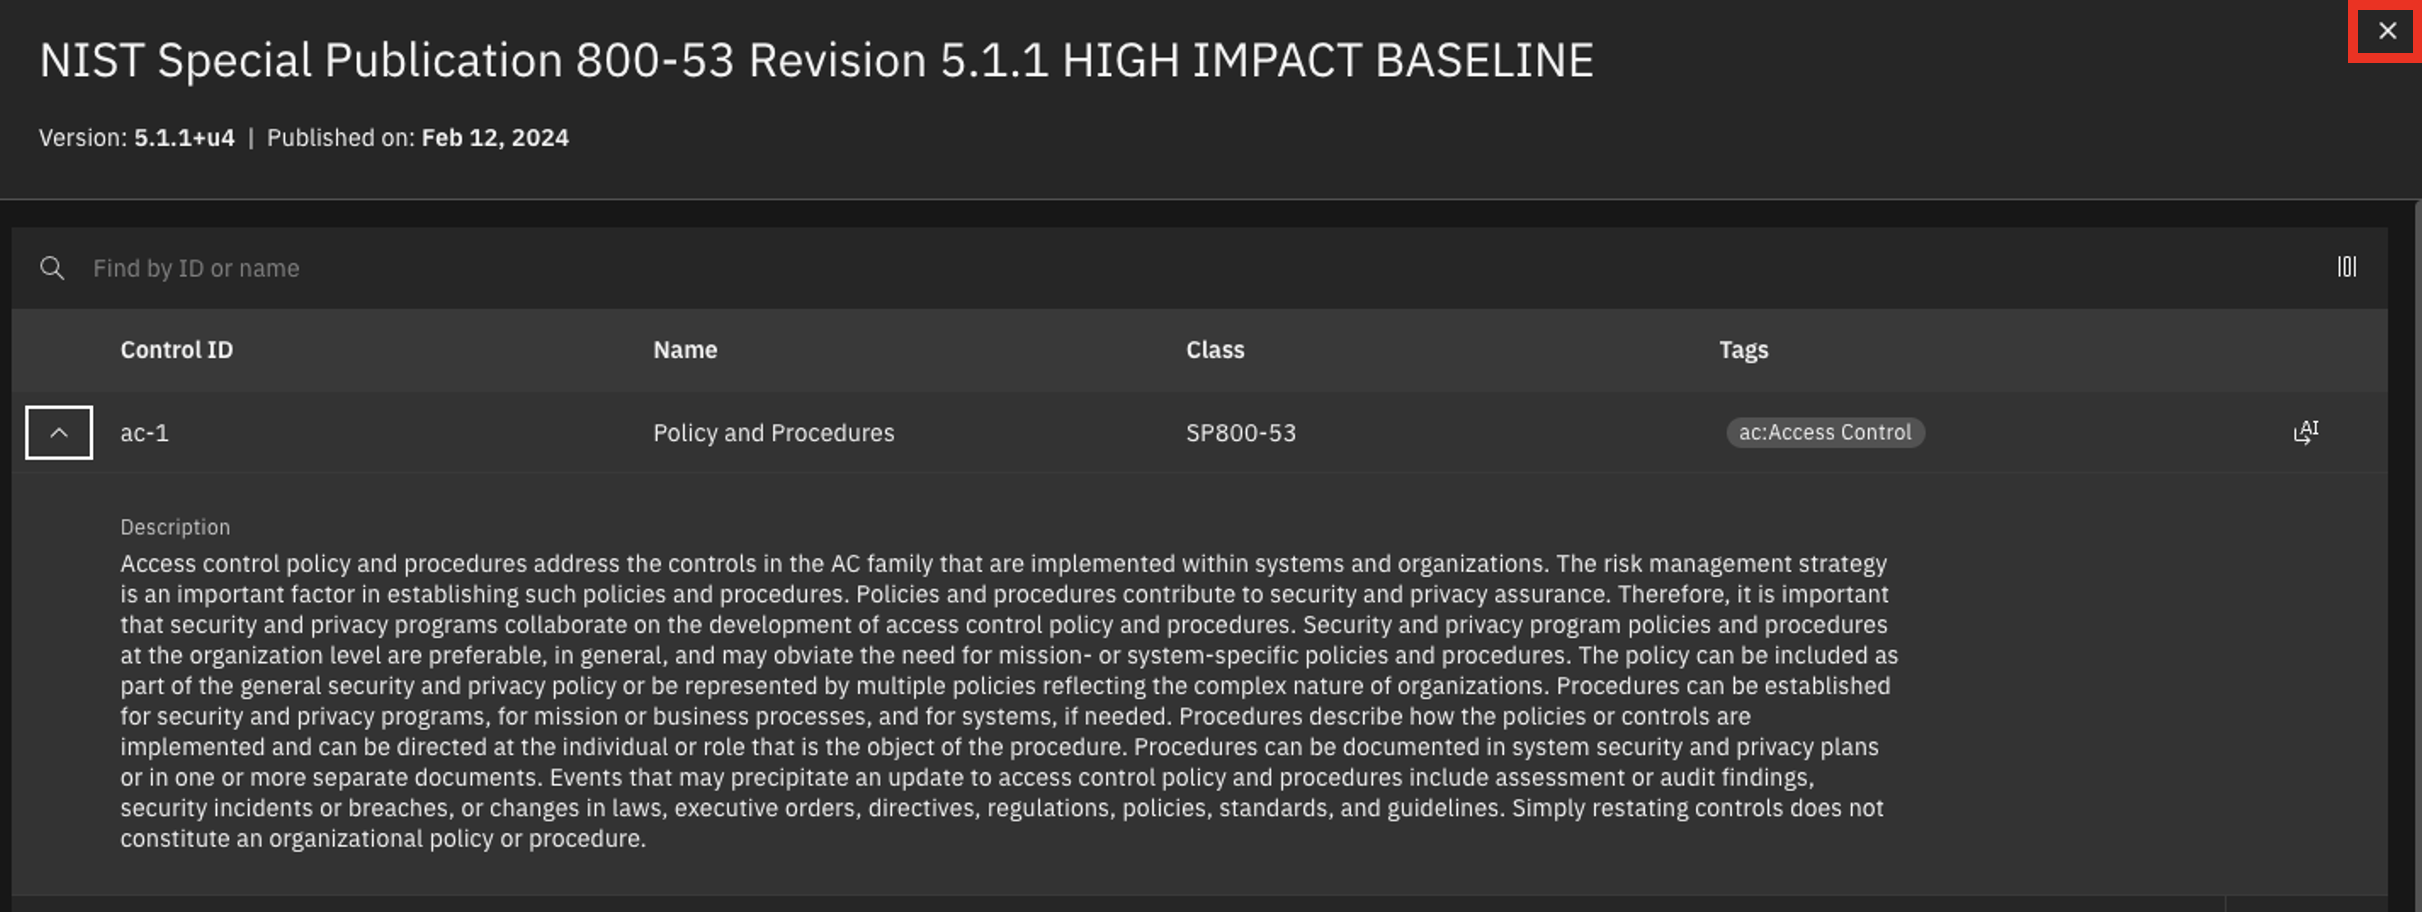 NIST Special Publication 800-53 Revision 5.1.1 HIGH IMPACT BASELINE
Version: 5.1.1+u4 | Published on: Feb 12, 2024
Find by ID or name
Control ID Name Class Tags
ac-1 Policy and Procedures SP800-53 ac:Access Control AI
Description
Access control policy and procedures address the controls in the AC family that are implemented within systems and organizations. The risk management strategy
is an important factor in establishing such policies and procedures. Policies and procedures contribute to security and privacy assurance. Therefore, it is important
that security and privacy programs collaborate on the development of access control policy and procedures. Security and privacy program policies and procedures
at the organization level are preferable, in general, and may obviate the need for mission- or system-specific policies and procedures. The policy can be included as
part of the general security and privacy policy or be represented by multiple policies reflecting the complex nature of organizations. Procedures can be established
for security and privacy programs, for mission or business processes, and for systems, if needed. Procedures describe how the policies or controls are
implemented and can be directed at the individual or role that is the object of the procedure. Procedures can be documented in system security and privacy plans
or in one or more separate documents. Events that may precipitate an update to access control policy and procedures include assessment or audit findings,
security incidents or breaches, or changes in laws, executive orders, directives, regulations, policies, standards, and guidelines. Simply restating controls does not
constitute an organizational policy or procedure.